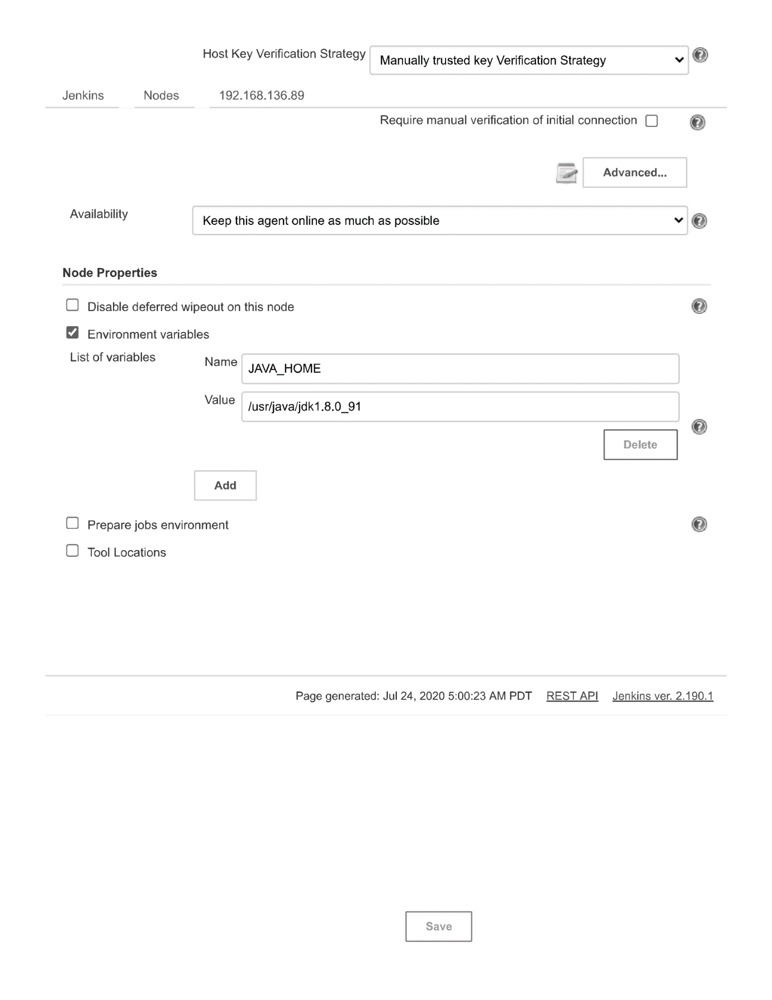 Host Key Verification Strategy Manually trusted key Verification Strategy
Jenkins Nodes 192.168.136.89
Require manual verification of initial connection
Advanced...
Availability Keep this agent online as much as possible
Node Properties
Disable deferred wipeout on this node
Environment variables
List of variables Name JAVA_HOME
Value /usr/java/jdk1.8.0_91
Delete
Add
Prepare jobs environment
Tool Locations
Page generated: Jul 24, 2020 5:00:23 AM PDT REST API Jenkins ver. 2.190.1
Save